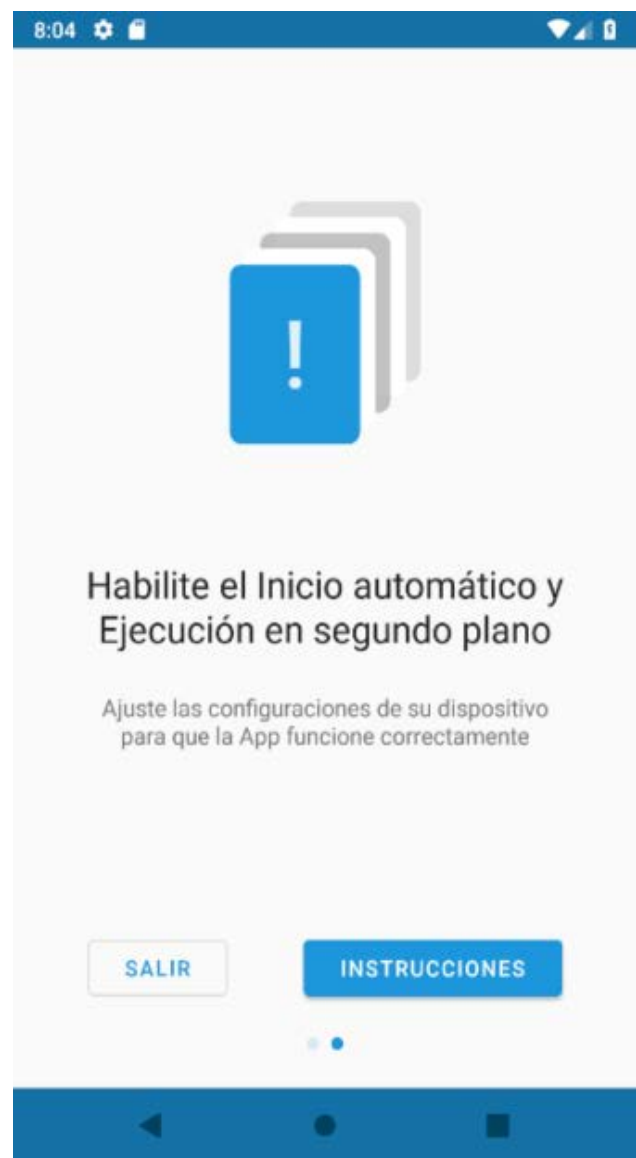 8:04
!
Habilite el Inicio automático y
Ejecución en segundo plano
Ajuste las configuraciones de su dispositivo
para que la App funcione correctamente
SALIR
INSTRUCCIONES